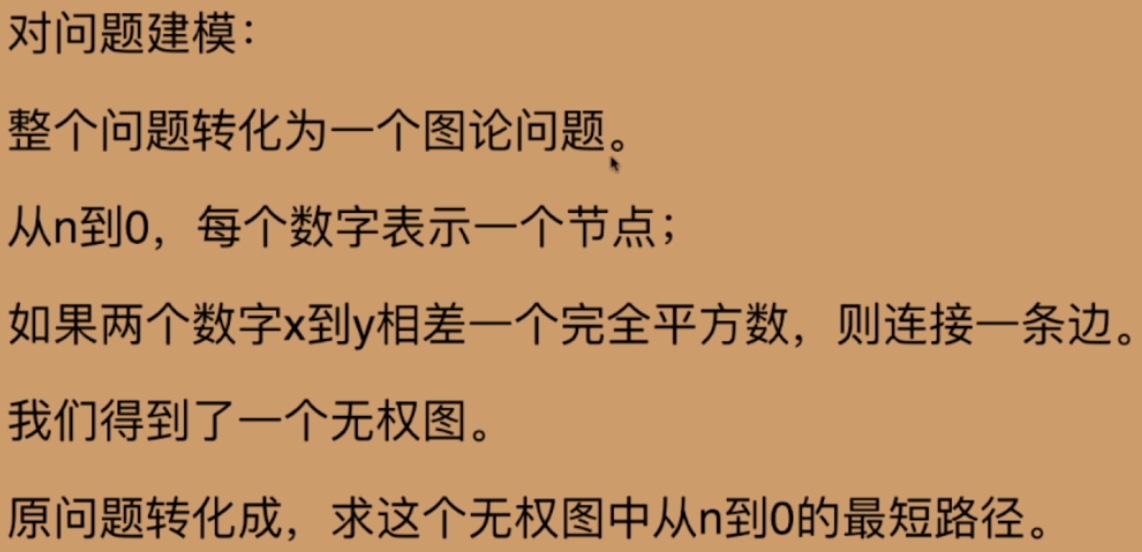 对问题建模：
整个问题转化为一个图论问题。
从n到0，每个数字表示一个节点；
如果两个数字x到y相差一个完全平方数，则连接一条边。
我们得到了一个无权图。
原问题转化成，求这个无权图中从n到0的最短路径。